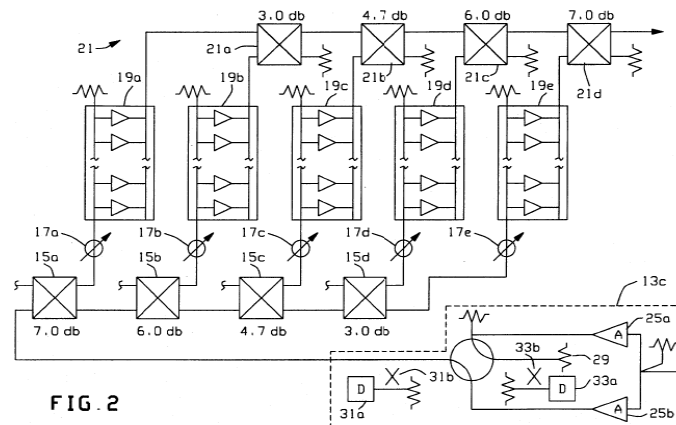 3.0 db 4.7 db 6.0 db 7.0 db
21 21a 21b 21c 21d
19a 19b 19c 19d 19e
17a 17b 17c 17d 17e
15a 15b 15c 15d
7.0 db 6.0 db 4.7 db 3.0 db
13c
25a
A
33b
29
31b
D D
31a 33a
A
25b
FIG. 2